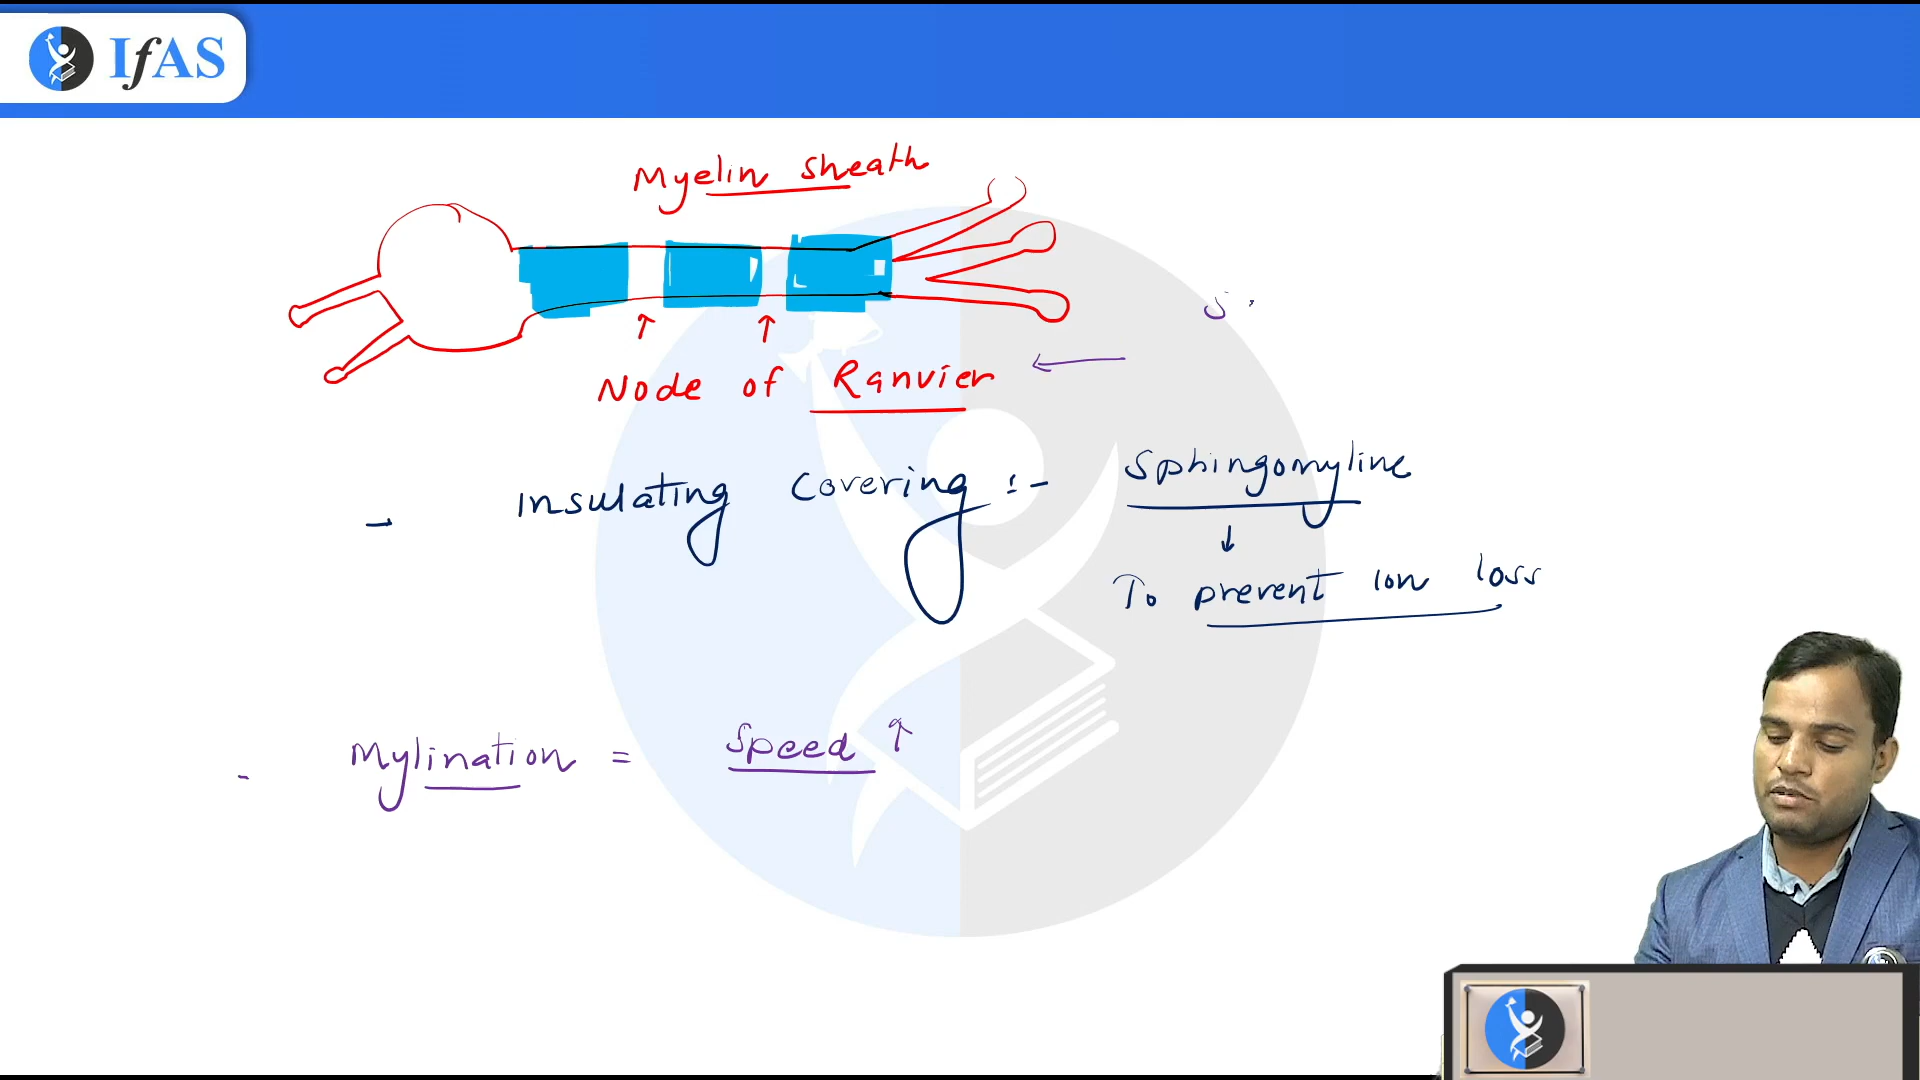 IfAS
Myelin Sheath
Node of Ranvier
- Insulating Covering :- Sphingomyline
↓
To prevent ion loss
- Mylination = Speed ↑